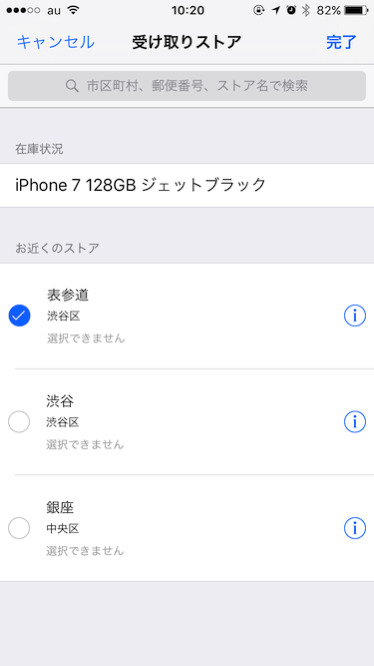 au 10:20 82%
キャンセル 受け取りストア 完了
市区町村、郵便番号、ストア名で検索
在庫状況
iPhone 7 128GB ジェットブラック
お近くのストア
表参道
渋谷区
選択できません
渋谷
渋谷区
選択できません
銀座
中央区
選択できません